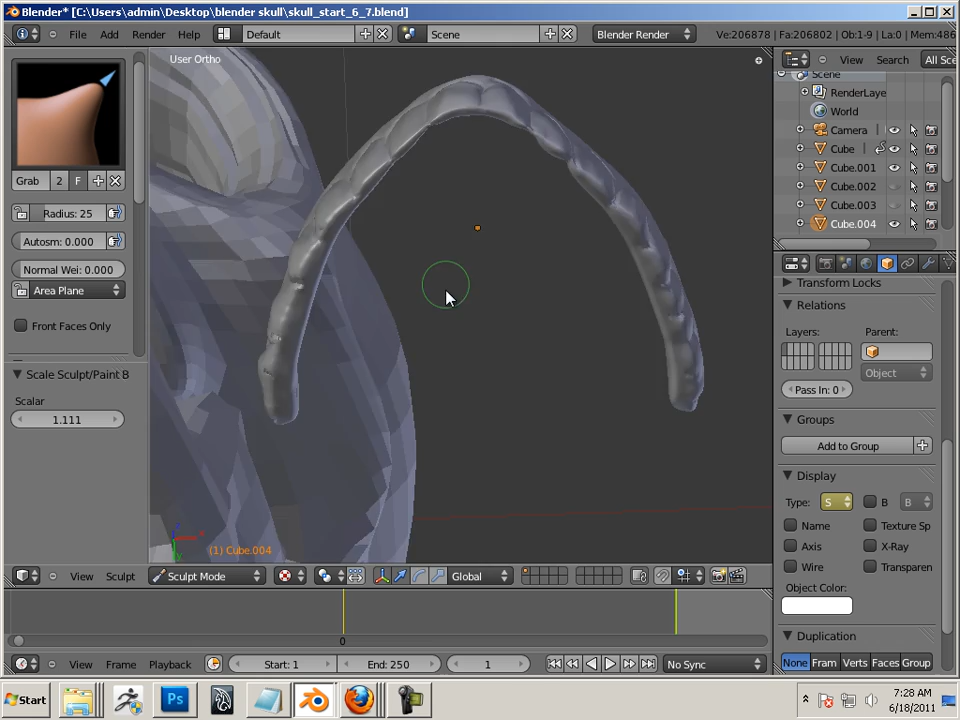 Blender* [C:\Users\admin\Desktop\blender skull\skull_start_6_7.blend]
File Add Render Help Default Scene Blender Render Ve:206878 | Fa:206802 | Ob:1-9 | La:0 | Mem:486
User Ortho
View Search All Sce
Scene
RenderLaye
World
Camera
Cube
Cube.001
Cube.002
Cube.003
Cube.004
Grab 2 F
Radius: 25
Autosm: 0.000
Normal Wei: 0.000
Area Plane
Front Faces Only
Scale Sculpt/Paint B
Scalar
1.111
Transform Locks
Relations
Layers: Parent:
Object
Pass In: 0
Groups
Add to Group
Display
Type: S B B
Name Texture Sp
Axis X-Ray
Wire Transparen
Object Color:
Duplication
None Fram Verts Faces Group
(1) Cube.004
View Sculpt Sculpt Mode Global
0
View Frame Playback Start: 1 End: 250 1 No Sync
Start Ps 7:28 AM
6/18/2011